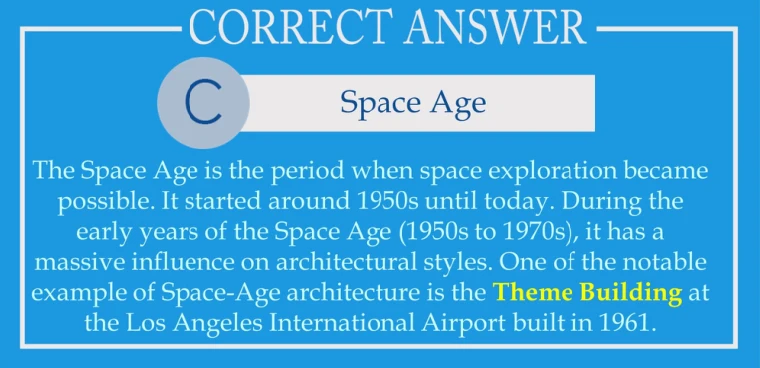 CORRECT ANSWER
C
Space Age
The Space Age is the period when space exploration became
possible. It started around 1950s until today. During the
early years of the Space Age (1950s to 1970s), it has a
massive influence on architectural styles. One of the notable
example of Space-Age architecture is the Theme Building at
the Los Angeles International Airport built in 1961.